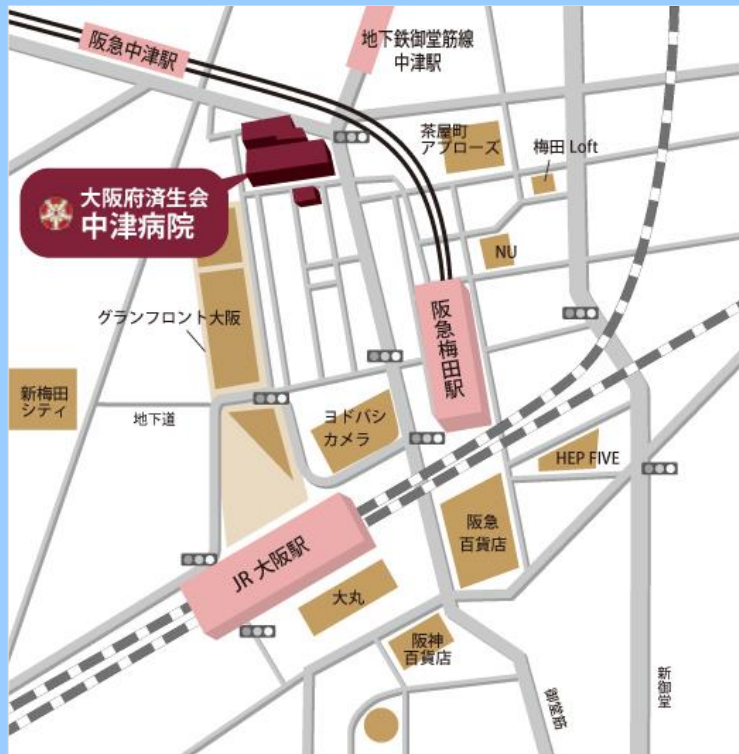 阪急中津駅
地下鉄御堂筋線
中津駅
茶屋町
アプローズ
梅田 Loft
大阪府済生会
中津病院
NU
グランフロント大阪
阪急梅田駅
新梅田
シティ
地下道
ヨドバシ
カメラ
HEP FIVE
阪急
百貨店
JR 大阪駅
大丸
阪神
百貨店
御堂筋
新御堂